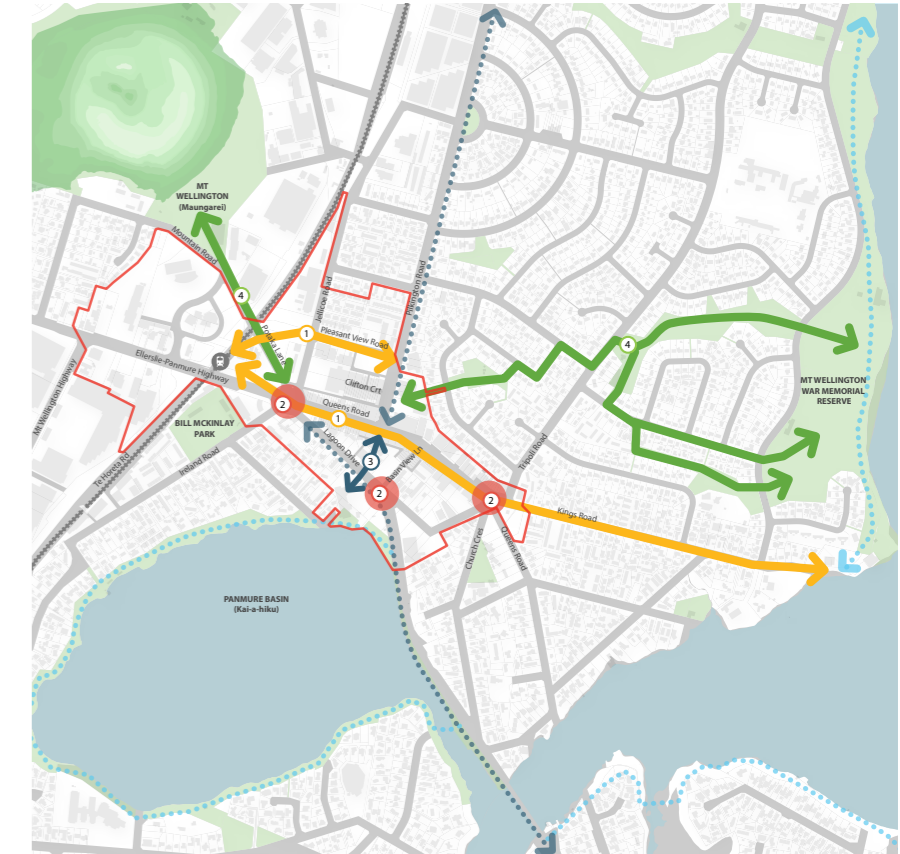 MT
WELLINGTON
(Maungarei)
Mountain Road
4
Potaka Lane
Jellicoe Road
Pilkington Road
1
Pleasant View Road
Ellerslie-Panmure Highway
Mt Wellington Highway
Clifton Crt
2
Queens Road
1
4
MT WELLINGTON
WAR MEMORIAL
RESERVE
BILL MCKINLAY
PARK
Te Horeta Rd
Ireland Road
Lagoon Drive
3
Basin View Ln
2
Tripoli Road
2
Kings Road
Church Cres
Queens Road
PANMURE BASIN
(Kai-a-hiku)